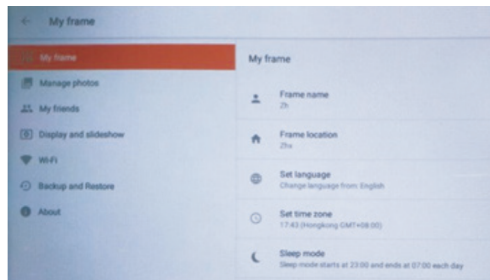 My frame
My frame
Manage photos
My friends
Display and slideshow
Wi-Fi
Backup and Restore
About
My frame
Frame name
Zh
Frame location
Zhu
Set language
Change language from: English
Set time zone
17:43 (Hongkong GMT+08:00)
Sleep mode
Sleep mode starts at 23:00 and ends at 07:00 each day